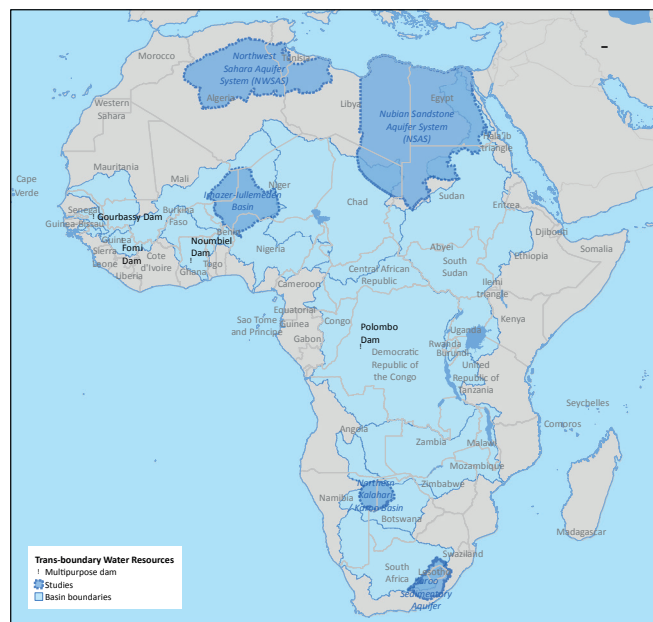 Northwest
Sahara Aquifer
System (NWSAS)
Tunisia
Morocco
Algeria
Libya
Egypt
Nubian Sandstone
Aquifer System
(NSAS)
Western
Sahara
triangle
Mauritania
Cape
Verde
Mali
Niger
Irhazer-Iullemeden
Basin
Chad
Sudan
Eritrea
Senegal
Gourbassy Dam
Guinea-Bissau
Burkina
Faso
Benin
Noumbiel
Dam
Guinea
Fomi
Dam
Sierra
Leone
Cote
d'Ivoire
Liberia
Ghana
Togo
Nigeria
Djibouti
Somalia
Ethiopia
Abyei
South
Sudan
Central African
Republic
Cameroon
Ilemi
triangle
Equatorial
Guinea
Sao Tome
and Principe
Gabon
Congo
Polombo
Dam
Democratic
Republic of
the Congo
Uganda
Kenya
Rwanda
Burundi
United
Republic of
Tanzania
Seychelles
Comoros
Angola
Zambia
Malawi
Mozambique
Zimbabwe
Northern
Kalahari
/ Karoo Basin
Namibia
Botswana
Madagascar
Swaziland
South
Africa
Lesotho
Karoo
Sedimentary
Aquifer
Trans-boundary Water Resources
! Multipurpose dam
Studies
Basin boundaries